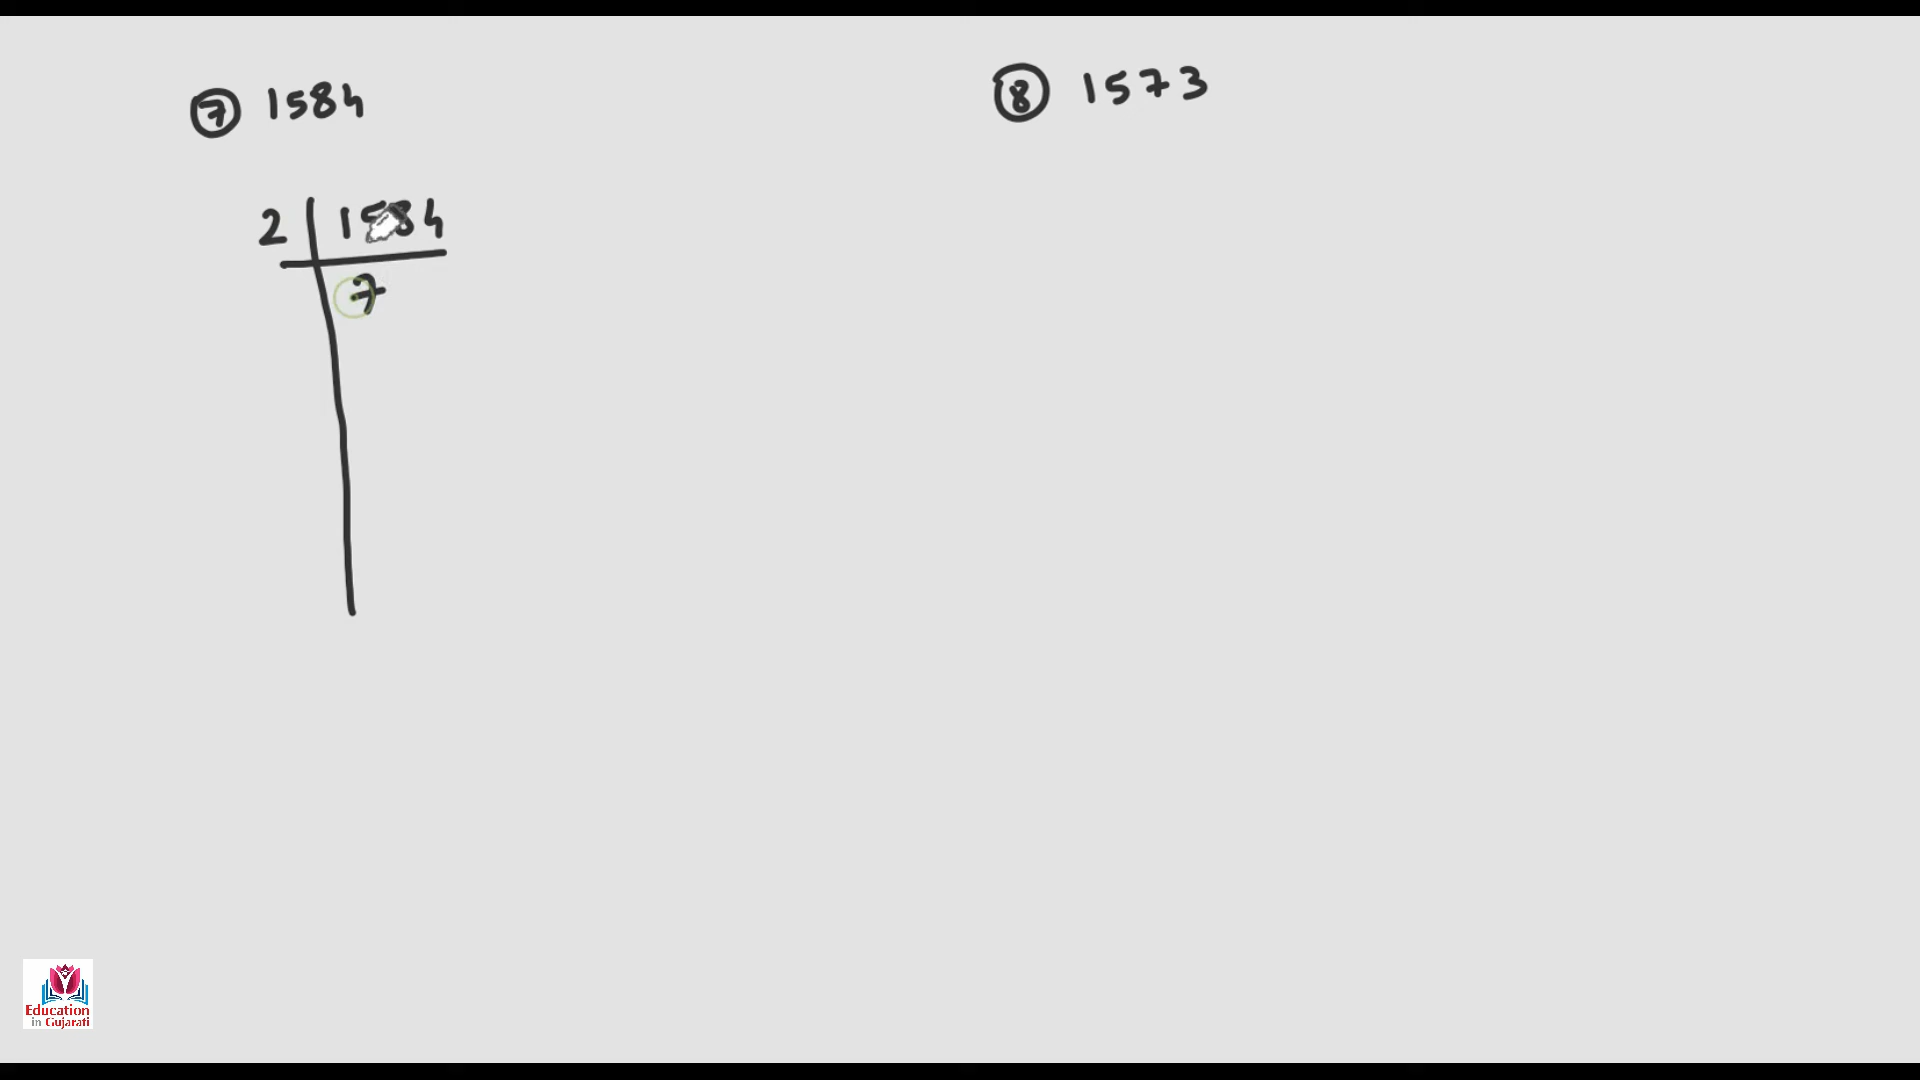 ⑦ 1584
⑧ 1573
2 | 1584
7
Education
in Gujarati